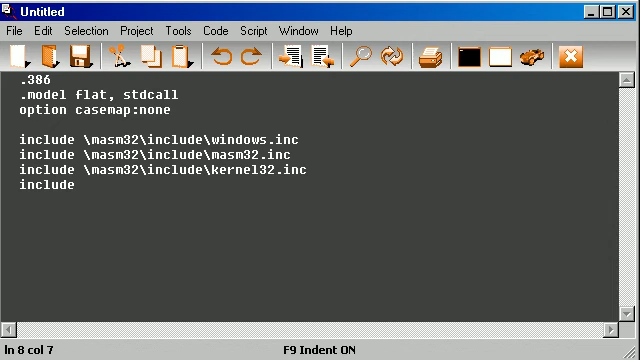 Untitled
File Edit Selection Project Tools Code Script Window Help
.386
.model flat, stdcall
option casemap:none
include \masm32\include\windows.inc
include \masm32\include\masm32.inc
include \masm32\include\kernel32.inc
include
ln 8 col 7 F9 Indent ON